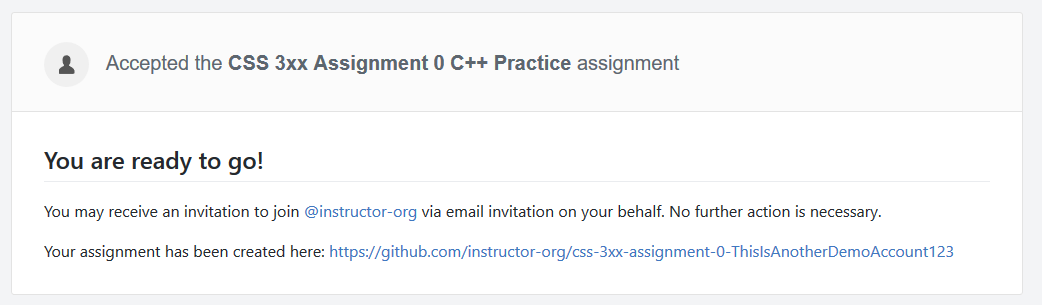 Accepted the CSS 3xx Assignment 0 C++ Practice assignment
You are ready to go!
You may receive an invitation to join @instructor-org via email invitation on your behalf. No further action is necessary.
Your assignment has been created here: https://github.com/instructor-org/css-3xx-assignment-0-ThisIsAnotherDemoAccount123